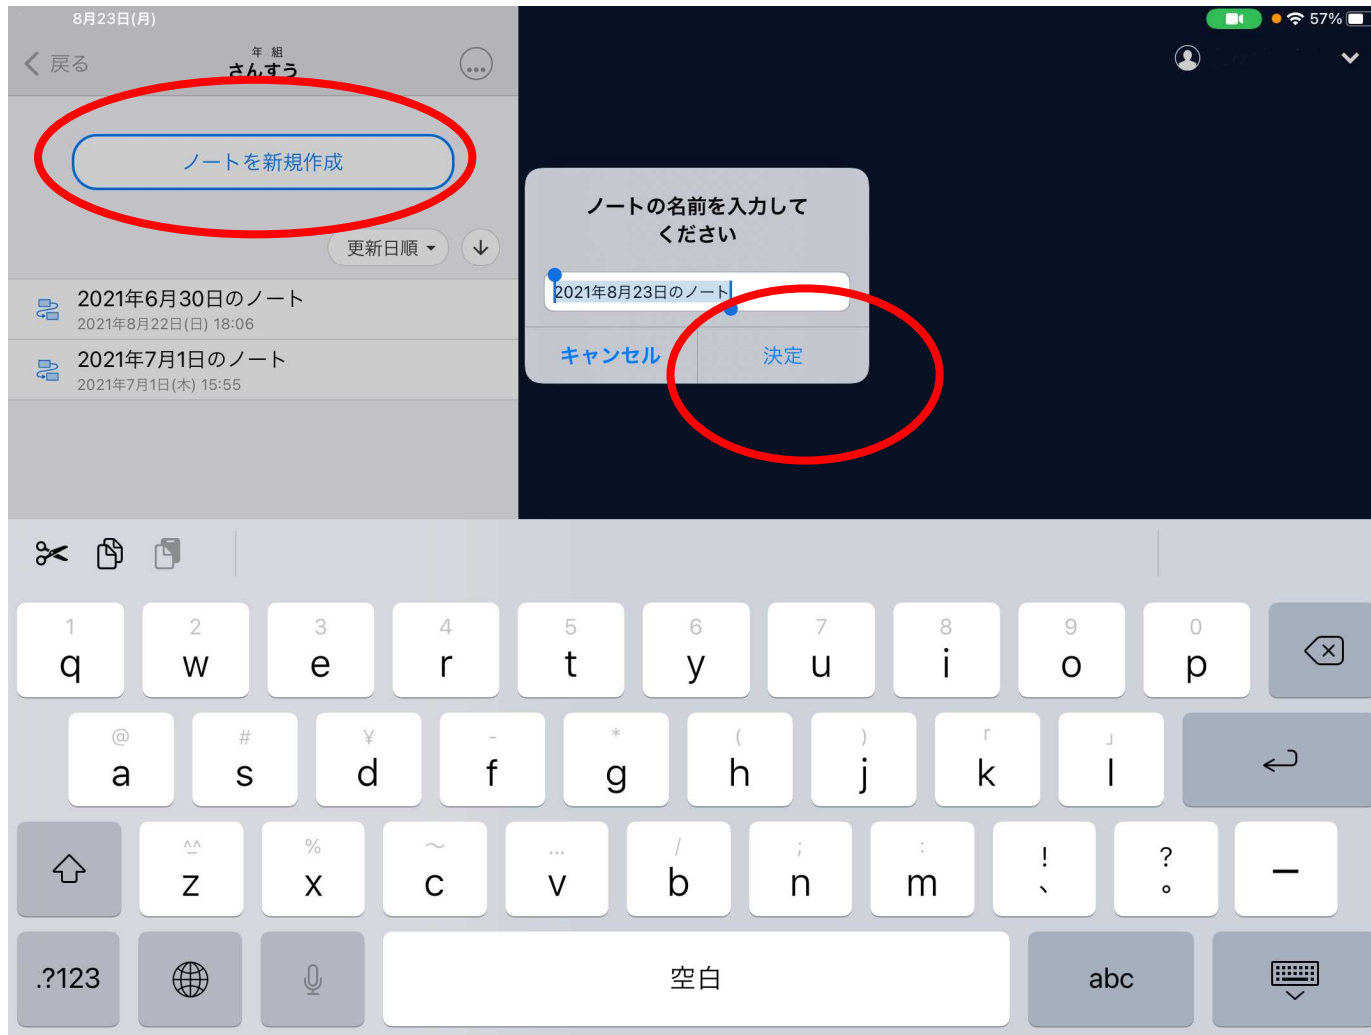 8月23日(月)
57%
戻る
年 組
さんすう
ノートを新規作成
更新日順
2021年6月30日のノート
2021年8月22日(日) 18:06
2021年7月1日のノート
2021年7月1日(木) 15:55
ノートの名前を入力して
ください
2021年8月23日のノート
キャンセル 決定
1 2 3 4 5 6 7 8 9 0
q w e r t y u i o p
@ # ¥ - * ( ) 「 」
a s d f g h j k l
^^ % ～ … / ; : ! ?
z x c v b n m 、 。 ー
.?123 空白 abc